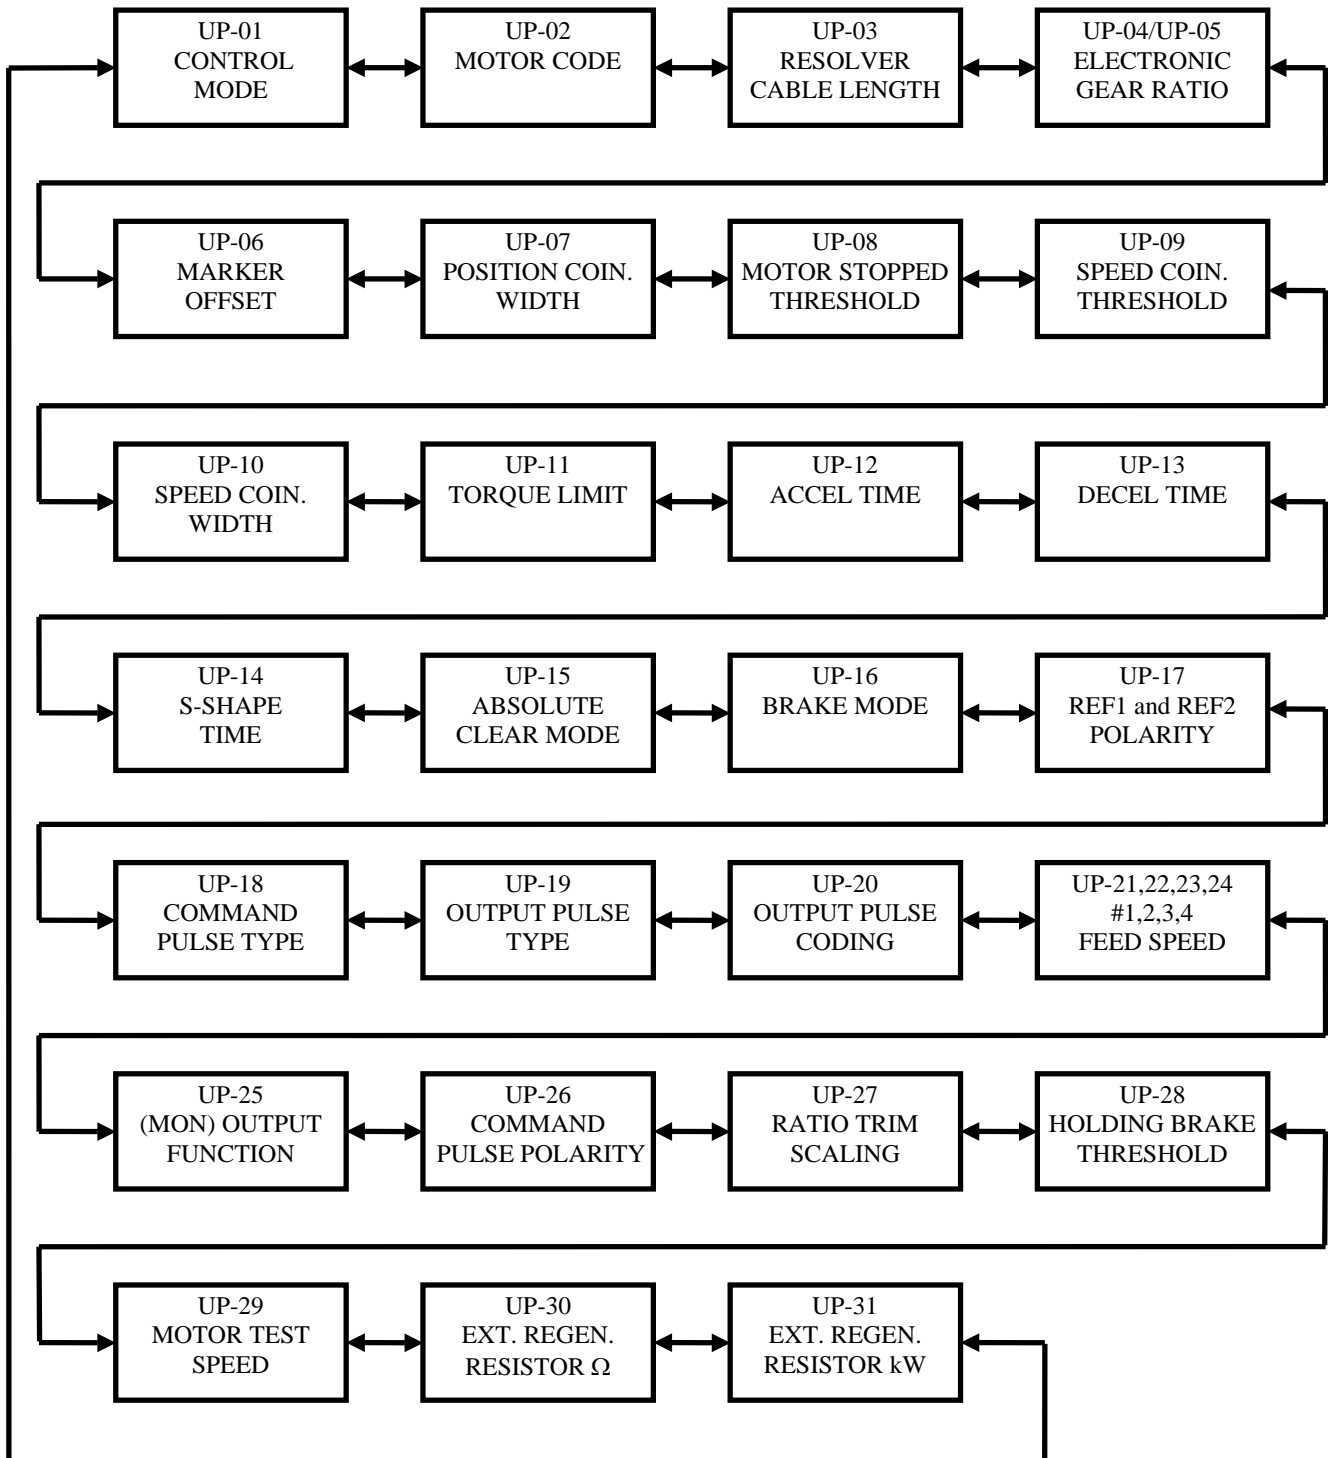 UP-01
CONTROL
MODE
UP-02
MOTOR CODE
UP-03
RESOLVER
CABLE LENGTH
UP-04/UP-05
ELECTRONIC
GEAR RATIO
UP-06
MARKER
OFFSET
UP-07
POSITION COIN.
WIDTH
UP-08
MOTOR STOPPED
THRESHOLD
UP-09
SPEED COIN.
THRESHOLD
UP-10
SPEED COIN.
WIDTH
UP-11
TORQUE LIMIT
UP-12
ACCEL TIME
UP-13
DECEL TIME
UP-14
S-SHAPE
TIME
UP-15
ABSOLUTE
CLEAR MODE
UP-16
BRAKE MODE
UP-17
REF1 and REF2
POLARITY
UP-18
COMMAND
PULSE TYPE
UP-19
OUTPUT PULSE
TYPE
UP-20
OUTPUT PULSE
CODING
UP-21,22,23,24
#1,2,3,4
FEED SPEED
UP-25
(MON) OUTPUT
FUNCTION
UP-26
COMMAND
PULSE POLARITY
UP-27
RATIO TRIM
SCALING
UP-28
HOLDING BRAKE
THRESHOLD
UP-29
MOTOR TEST
SPEED
UP-30
EXT. REGEN.
RESISTOR Ω
UP-31
EXT. REGEN.
RESISTOR kW